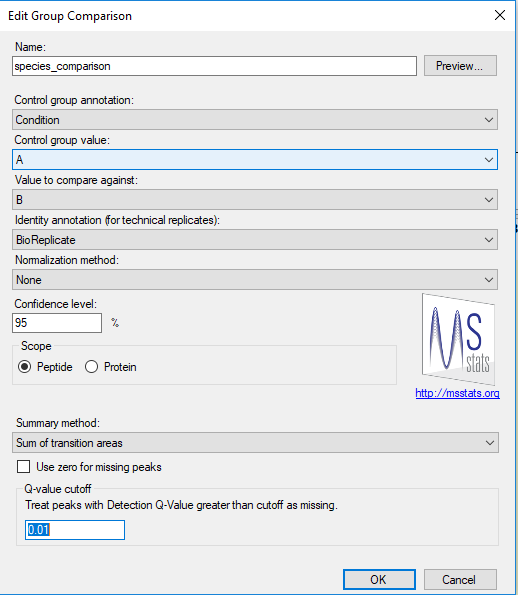 Edit Group Comparison
Name:
species_comparison
Preview...
Control group annotation:
Condition
Control group value:
A
Value to compare against:
B
Identity annotation (for technical replicates):
BioReplicate
Normalization method:
None
Confidence level:
95 %
MS
stats
Scope
Peptide Protein
http://msstats.org
Summary method:
Sum of transition areas
Use zero for missing peaks
Q-value cutoff
Treat peaks with Detection Q-Value greater than cutoff as missing.
0.01
OK Cancel